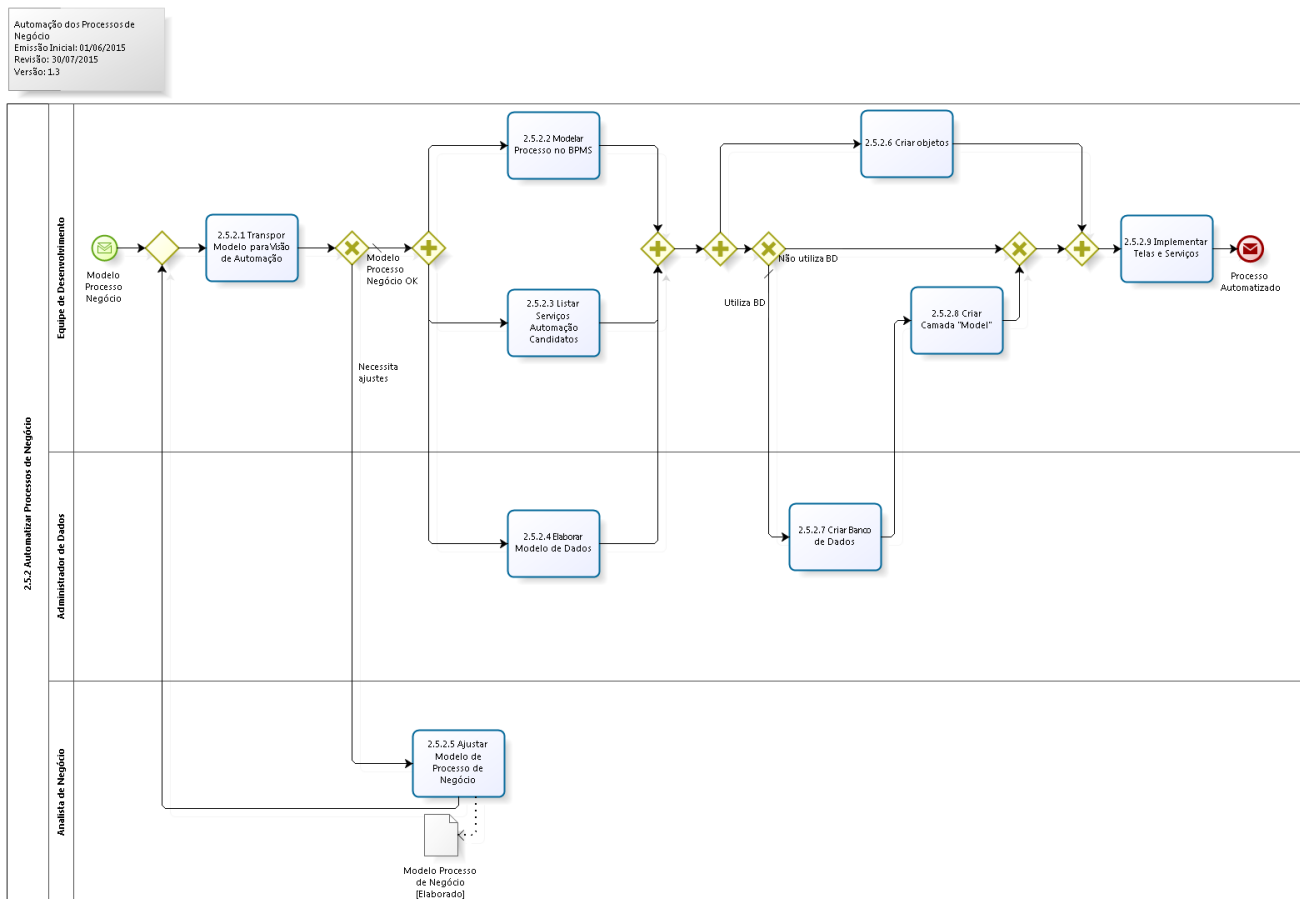 Automação dos Processos de
Negócio
Emissão Inicial: 01/06/2015
Revisão: 30/07/2015
Versão: 1.3
2.5.2 Automatizar Processos de Negócio
Equipe de Desenvolvimento
Modelo
Processo
Negócio
2.5.2.1 Transpor
Modelo para Visão
de Automação
Modelo
Processo
Negócio OK
Necessita
ajustes
2.5.2.2 Modelar
Processo no BPMS
2.5.2.3 Listar
Serviços
Automação
Candidatos
2.5.2.6 Criar objetos
Não utiliza BD
Utiliza BD
2.5.2.8 Criar
Camada "Model"
2.5.2.9 Implementar
Telas e Serviços
Processo
Automatizado
Administrador de Dados
2.5.2.4 Elaborar
Modelo de Dados
2.5.2.7 Criar Banco
de Dados
Analista de Negócio
2.5.2.5 Ajustar
Modelo de
Processo de
Negócio
Modelo Processo
de Negócio
[Elaborado]